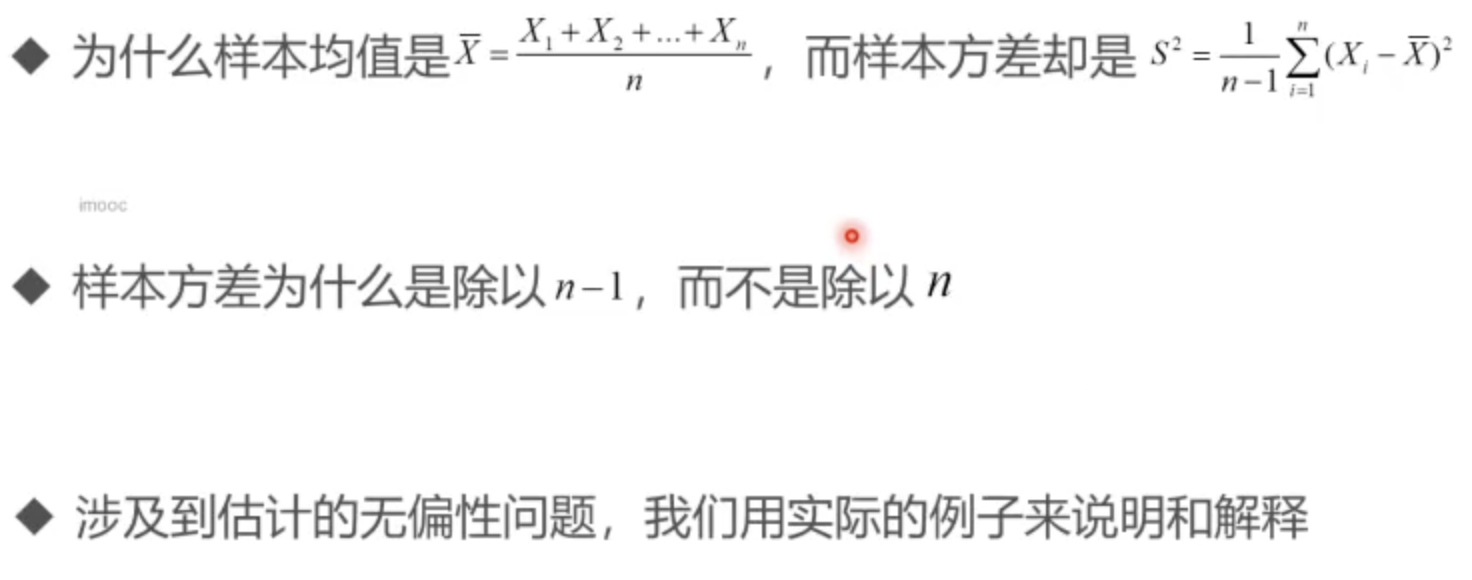 ◆ 为什么样本均值是 $\overline{X} = \frac{X_1 + X_2 + ... + X_n}{n}$ ，而样本方差却是 $S^2 = \frac{1}{n-1}\sum_{i=1}^{n}(X_i - \overline{X})^2$
imooc
◆ 样本方差为什么是除以 $n-1$，而不是除以 $n$
◆ 涉及到估计的无偏性问题，我们用实际的例子来说明和解释